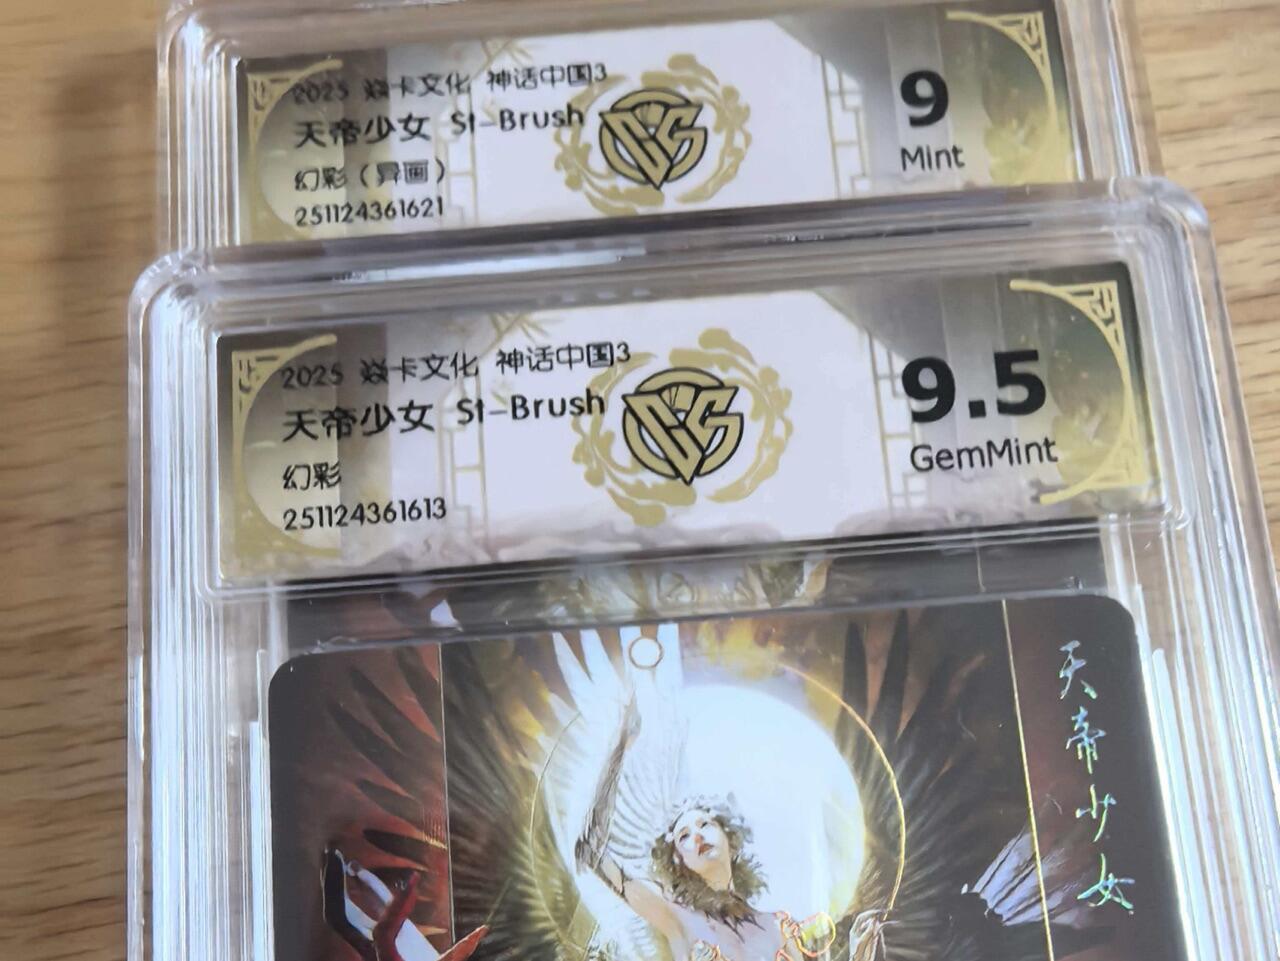 2025 焱卡文化 神话中国3
天帝少女 St-Brush
幻彩（异画）
251124361621
9
Mint
2025 焱卡文化 神话中国3
天帝少女 St-Brush
幻彩
251124361613
9.5
GemMint
天帝少女